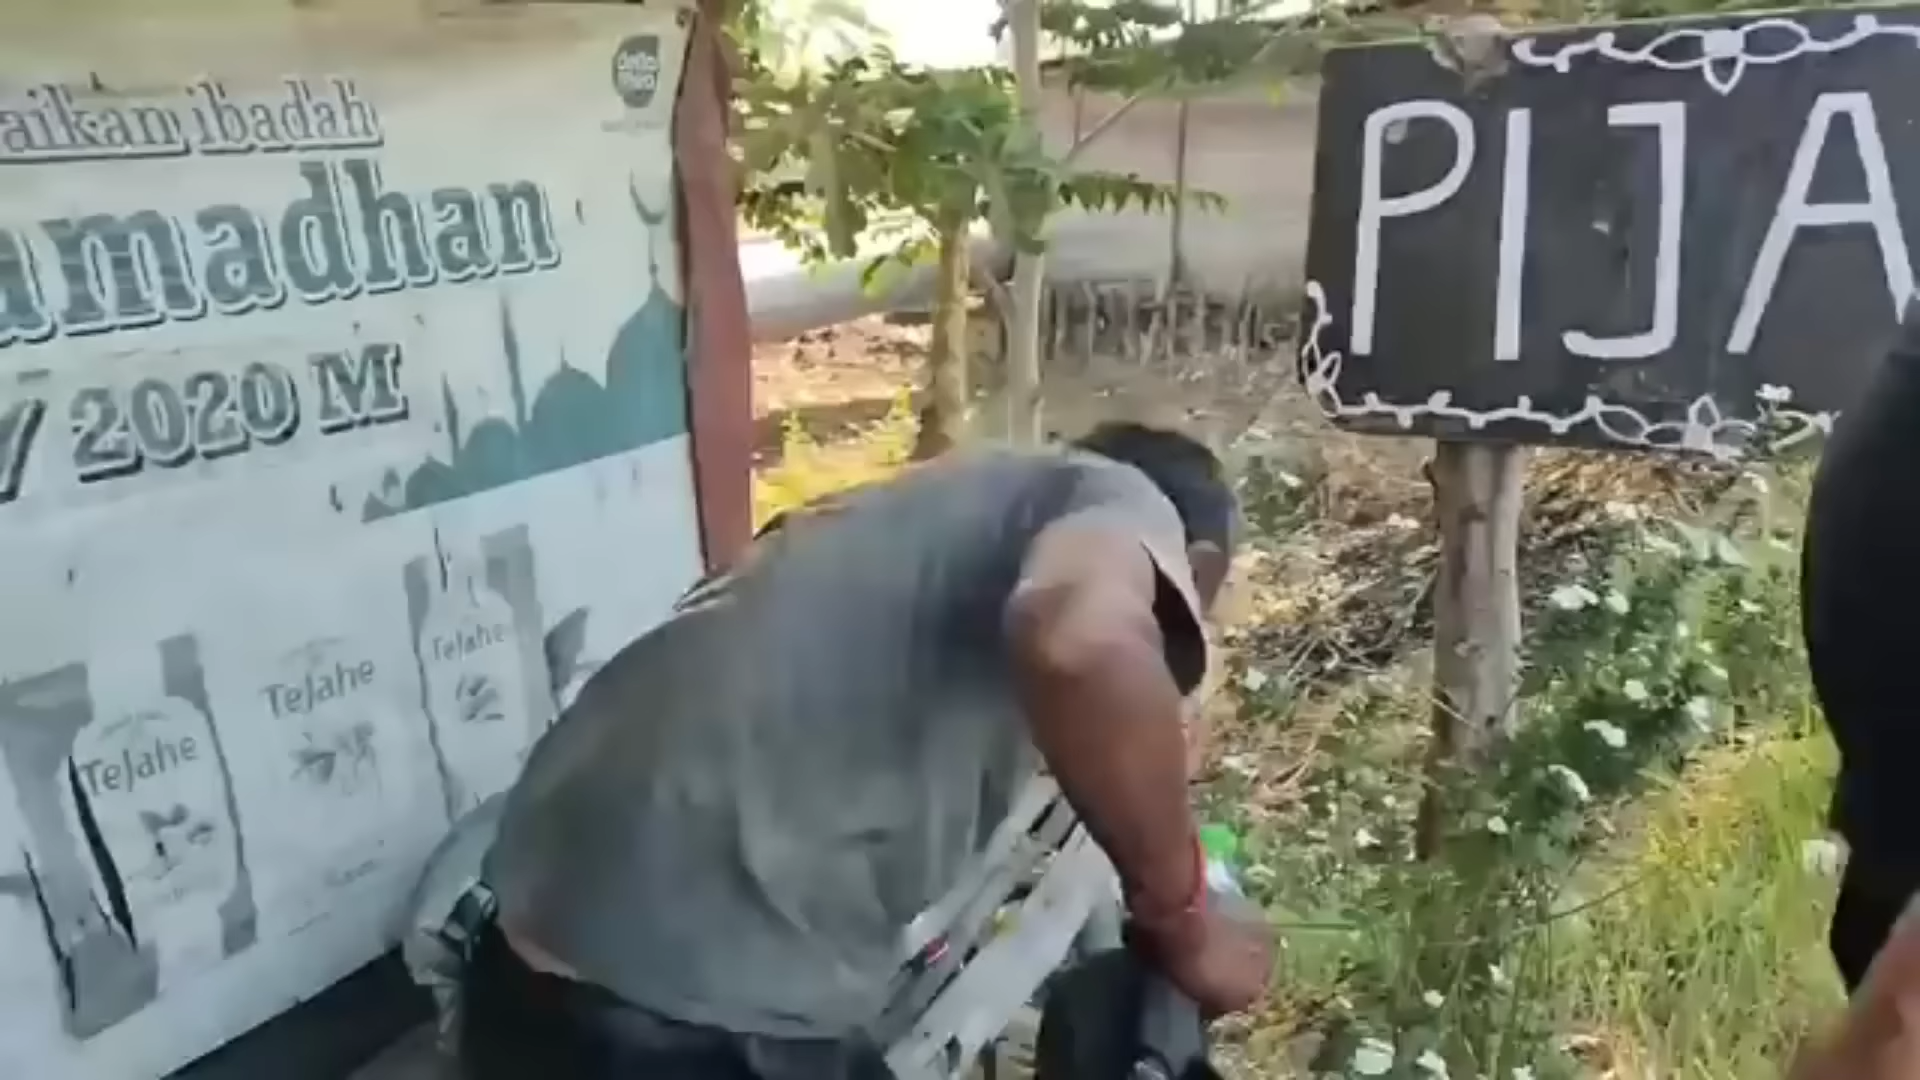 aikan ibadah
amadhan
/ 2020 M
TeJahe
TeJahe
TeJahe
PIJA